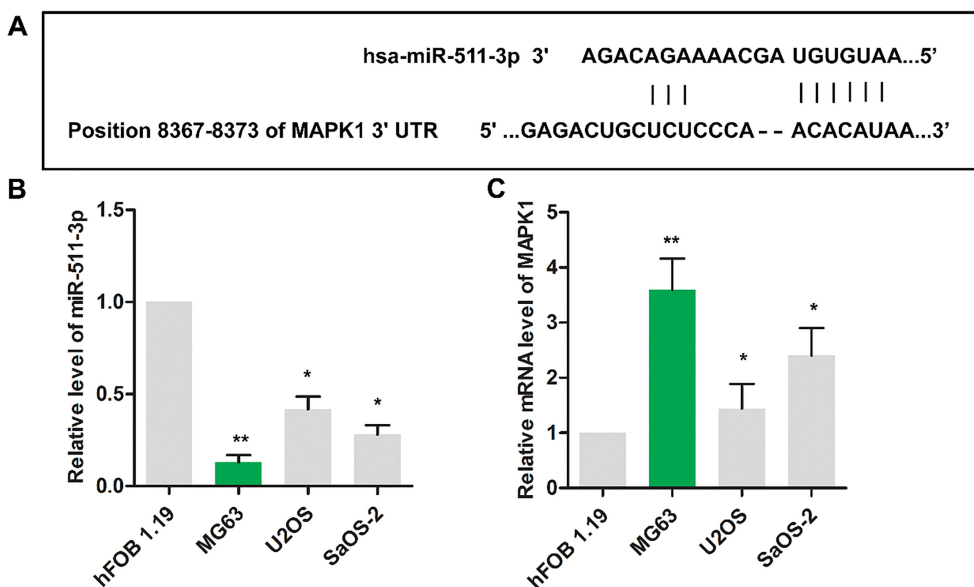 A
hsa-miR-511-3p 3' AGACAGAAAACGA UGUGUAA...5’
Position 8367-8373 of MAPK1 3' UTR 5' ...GAGACUGCUCUCCCA-- ACACAUAA...3’
B
Relative level of miR-511-3p
1.5
1.0
0.5
0.0
**
*
*
hFOB 1.19
MG63
U2OS
SaOS-2
C
Relative mRNA level of MAPK1
5
4
3
2
1
0
**
*
*
hFOB 1.19
MG63
U2OS
SaOS-2